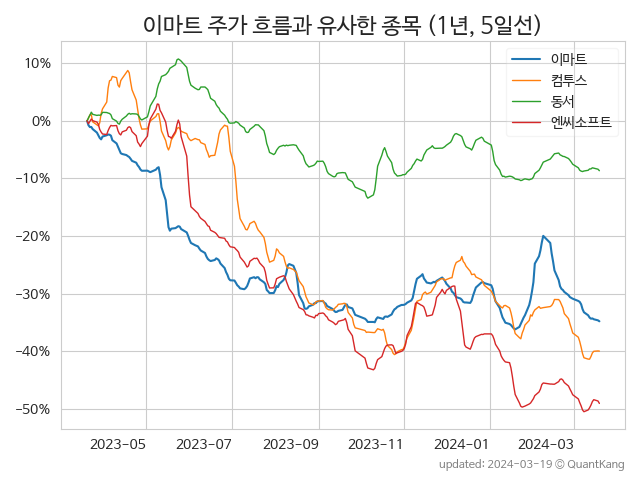 이마트 주가 흐름과 유사한 종목 (1년, 5일선)
이마트
컴투스
동서
엔씨소프트
10%
0%
−10%
−20%
−30%
−40%
−50%
2023-05 2023-07 2023-09 2023-11 2024-01 2024-03
updated: 2024-03-19 © QuantKang